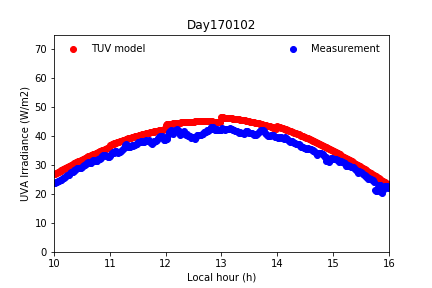 Day170102
TUV model
Measurement
UVA Irradiance (W/m2)
70
60
50
40
30
20
10
0
10 11 12 13 14 15 16
Local hour (h)